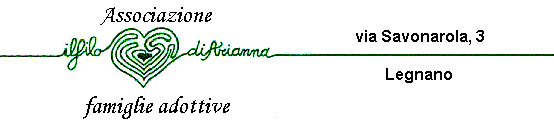 Associazione
il filo di Arianna
famiglie adottive
via Savonarola, 3
Legnano